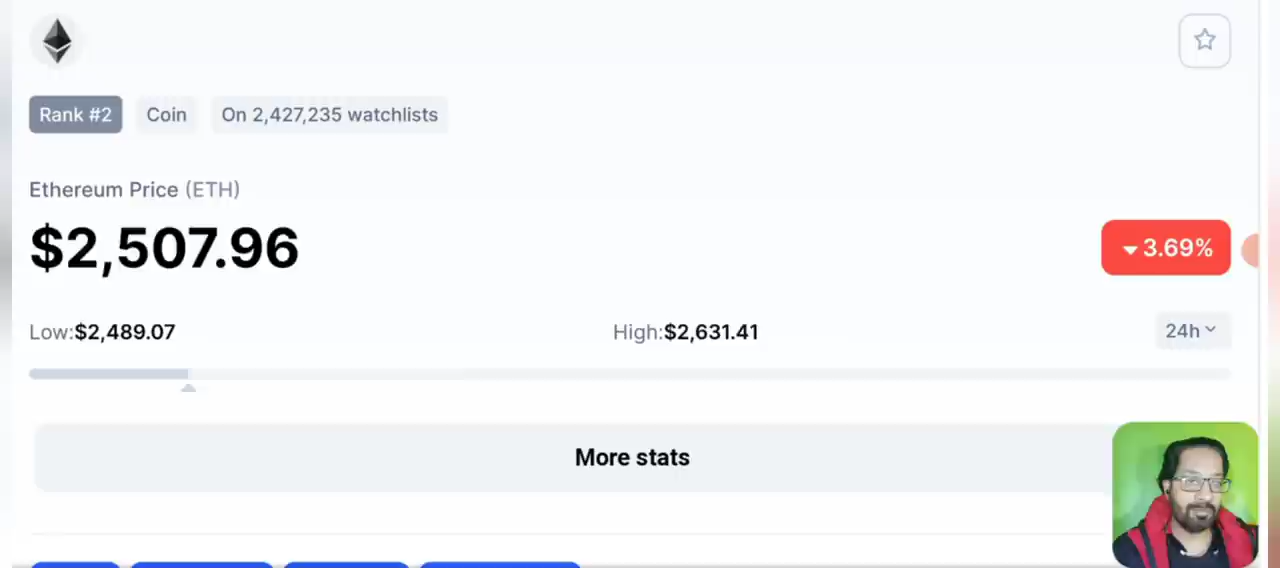 Rank #2 Coin On 2,427,235 watchlists
Ethereum Price (ETH)
$2,507.96 3.69%
Low:$2,489.07 High:$2,631.41 24h
More stats